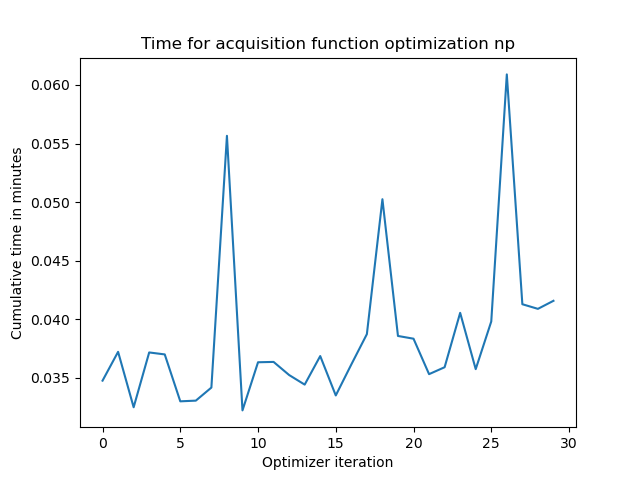 Time for acquisition function optimization np
0.060
0.055
0.050
0.045
0.040
0.035
Cumulative time in minutes
0 5 10 15 20 25 30
Optimizer iteration